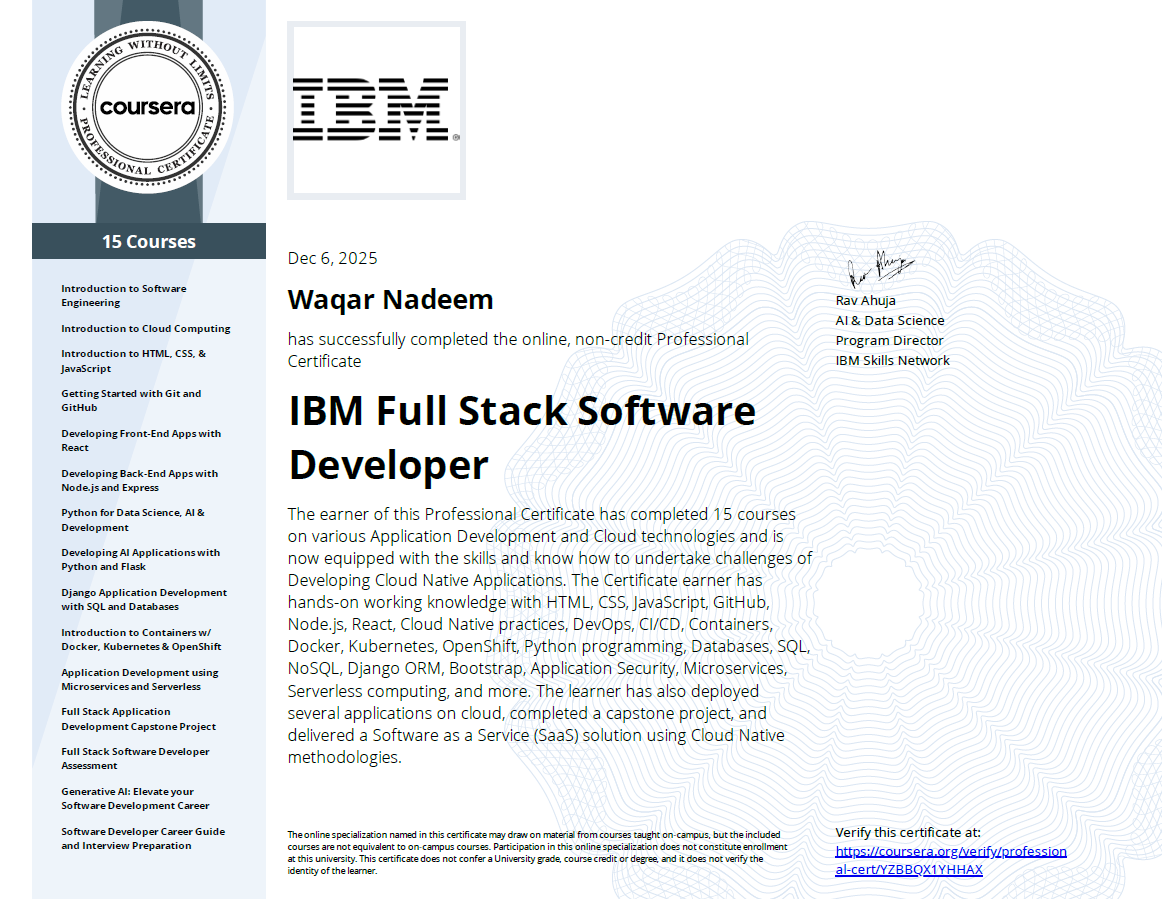 LEARNING WITHOUT LIMITS
coursera
PROFESSIONAL CERTIFICATE
IBM
®
15 Courses
Introduction to Software
Engineering
Introduction to Cloud Computing
Introduction to HTML, CSS, &
JavaScript
Getting Started with Git and
GitHub
Developing Front-End Apps with
React
Developing Back-End Apps with
Node.js and Express
Python for Data Science, AI &
Development
Developing AI Applications with
Python and Flask
Django Application Development
with SQL and Databases
Introduction to Containers w/
Docker, Kubernetes & OpenShift
Application Development using
Microservices and Serverless
Full Stack Application
Development Capstone Project
Full Stack Software Developer
Assessment
Generative AI: Elevate your
Software Development Career
Software Developer Career Guide
and Interview Preparation
Dec 6, 2025
Waqar Nadeem
has successfully completed the online, non-credit Professional
Certificate
IBM Full Stack Software
Developer
The earner of this Professional Certificate has completed 15 courses
on various Application Development and Cloud technologies and is
now equipped with the skills and know how to undertake challenges of
Developing Cloud Native Applications. The Certificate earner has
hands-on working knowledge with HTML, CSS, JavaScript, GitHub,
Node.js, React, Cloud Native practices, DevOps, CI/CD, Containers,
Docker, Kubernetes, OpenShift, Python programming, Databases, SQL,
NoSQL, Django ORM, Bootstrap, Application Security, Microservices,
Serverless computing, and more. The learner has also deployed
several applications on cloud, completed a capstone project, and
delivered a Software as a Service (SaaS) solution using Cloud Native
methodologies.
The online specialization named in this certificate may draw on material from courses taught on-campus, but the included
courses are not equivalent to on-campus courses. Participation in this online specialization does not constitute enrollment
at this university. This certificate does not confer a University grade, course credit or degree, and it does not verify the
identity of the learner.
Rav Ahuja
Rav Ahuja
AI & Data Science
Program Director
IBM Skills Network
Verify this certificate at:
https://coursera.org/verify/profession
al-cert/YZBBQX1YHHAX